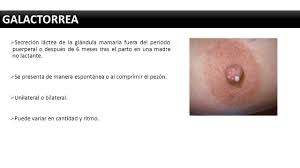 GALACTORREA
➢Secreción láctea de la glándula mamaria fuera del periodo
puerperal o después de 6 meses tras el parto en una madre
no lactante.
➢Se presenta de manera espontánea o al comprimir el pezón.
➢Unilateral o bilateral.
➢Puede variar en cantidad y ritmo.